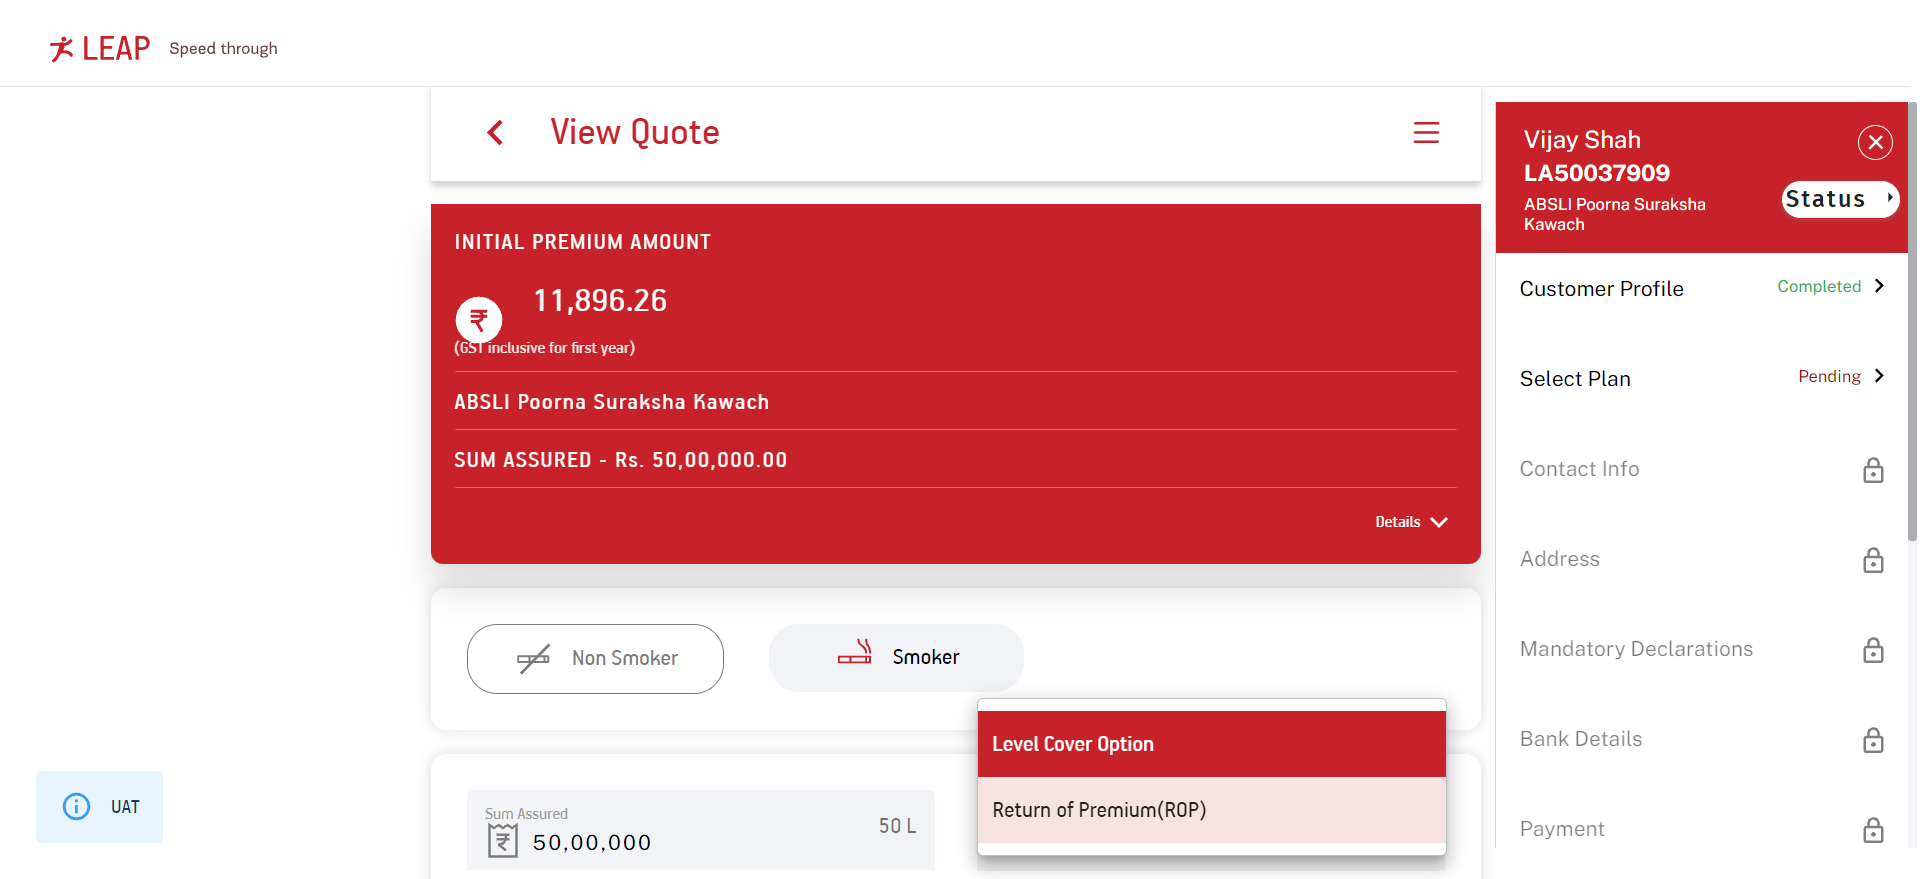 LEAP Speed through
View Quote
INITIAL PREMIUM AMOUNT
₹ 11,896.26
(GST inclusive for first year)
ABSLI Poorna Suraksha Kawach
SUM ASSURED - Rs. 50,00,000.00
Details
Non Smoker
Smoker
Level Cover Option
Return of Premium(ROP)
Sum Assured
₹ 50,00,000
50 L
UAT
Vijay Shah
LA50037909
ABSLI Poorna Suraksha
Kawach
Status
Customer Profile Completed
Select Plan Pending
Contact Info
Address
Mandatory Declarations
Bank Details
Payment